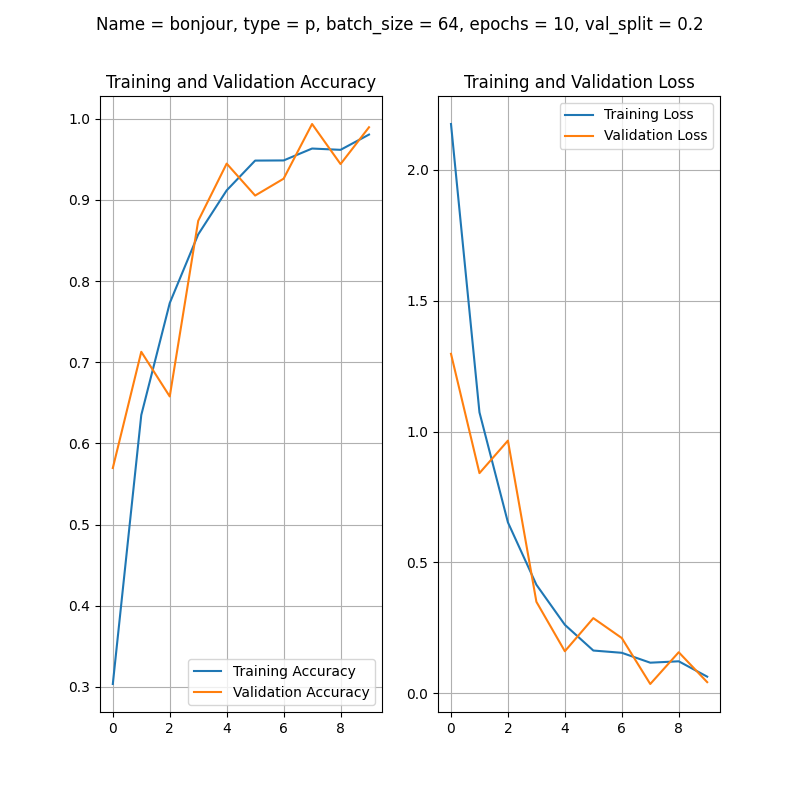 Name = bonjour, type = p, batch_size = 64, epochs = 10, val_split = 0.2
Training and Validation Accuracy
1.0
0.9
0.8
0.7
0.6
0.5
0.4
0.3
0 2 4 6 8
Training Accuracy
Validation Accuracy
Training and Validation Loss
Training Loss
Validation Loss
2.0
1.5
1.0
0.5
0.0
0 2 4 6 8